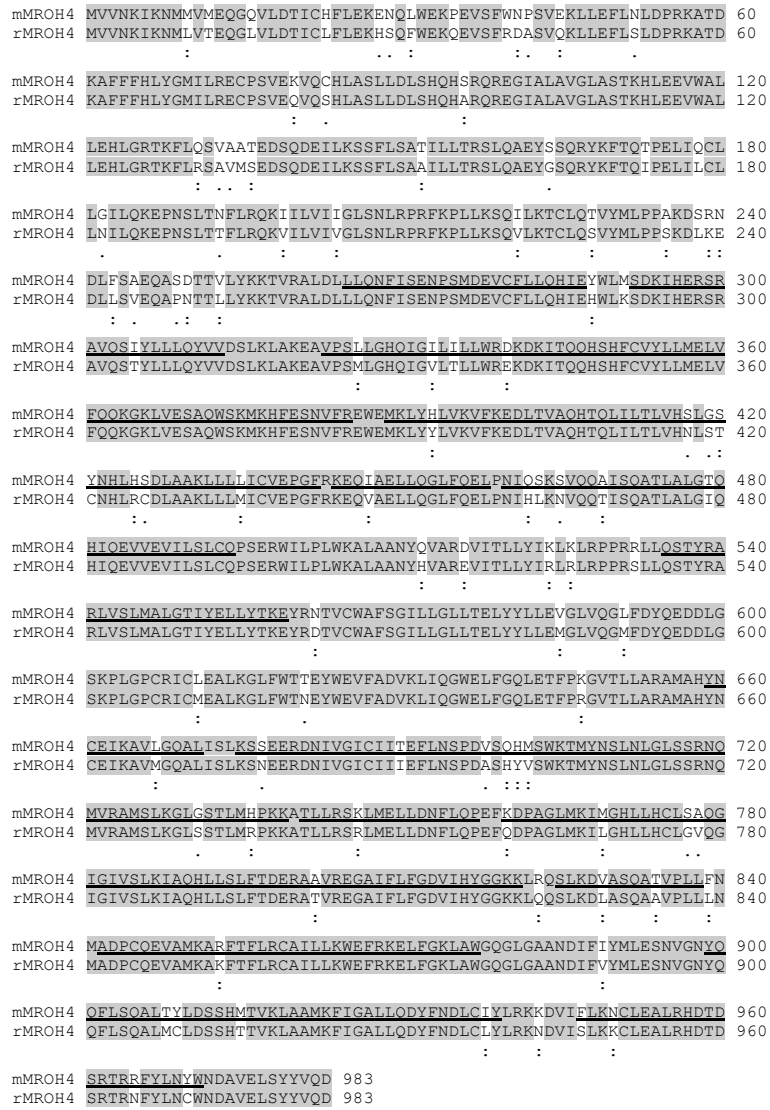 mMROH4 MVVNKIKNMMVMEQGQVLDTICHFLEKENQLWEKPEVSFWNPSVEKLLEFLNLDPRKATD 60
rMROH4 MVVNKIKNMLVTEQGLVLDTICLFLEKHSQFWEKQEVSFRDASVQKLLEFLSLDPRKATD 60
: ..: :. : .
mMROH4 KAFFFHLYGMILRECPSVEKVQCHLASLLDLSHQHSRQREGIALAVGLASTKHLEEVWAL 120
rMROH4 KAFFFHLYGMILRECPSVEQVQSHLASLLDLSHQHARQREGIALAVGLASTKHLEEVWAL 120
: . :
mMROH4 LEHLGRTKFLQSVAATEDSQDEILKSSFLSATILLTRSLQAEYSSQRYKFTQTPELIQCL 180
rMROH4 LEHLGRTKFLRSAVMSEDSQDEILKSSFLSAAILLTRSLQAEYGSQRYKFTQIPELILCL 180
: .. : : .
mMROH4 LGILQKEPNSLTNFLRQKIILVIIGLSNLRPRFKPLLKSQILKTCLQTVYMLPPAKDSRN 240
rMROH4 LNILQKEPNSLTTFLRQKVILVIVGLSNLRPRFKPLLKSQVLKTCLQSVYMLPPSKDLKE 240
. . : : : : : ::
mMROH4 DLFSAEQASDTTVLYKKTVRALDLLLQNFISENPSMDEVCFLLQHIEYWLMSDKIHERSR 300
rMROH4 DLLSVEQAPNTTLLYKKTVRALDLLLQNFISENPSMDEVCFLLQHIEHWLKSDKIHERSR 300
: . .: : :
mMROH4 AVQSIYLLLQYVVDSLKLAKEAVPSLLGHQIGILILLWRDKDKITQQHSHFCVYLLMELV 360
rMROH4 AVQSTYLLLQYVVDSLKLAKEAVPSMLGHQIGVLTLLWREKDKITQQHSHFCVYLLMELV 360
: : :
mMROH4 FQQKGKLVESAQWSKMKHFESNVFREWEMKLYHLVKVFKEDLTVAQHTQLILTLVHSLGS 420
rMROH4 FQQKGKLVESAQWSKMKHFESNVFREWEMKLYYLVKVFKEDLTVAQHTQLILTLVHNLST 420
: . .:
mMROH4 YNHLHSDLAAKLLLLICVEPGFRKEQIAELLQGLFQELPNIQSKSVQQAISQATLALGTQ 480
rMROH4 CNHLRCDLAAKLLLMICVEPGFRKEQVAELLQGLFQELPNIHLKNVQQTISQATLALGIQ 480
:. : : : . :
mMROH4 HIQEVVEVILSLCQPSERWILPLWKALAANYQVARDVITLLYIKLKLRPPRRLLQSTYRA 540
rMROH4 HIQEVVEVILSLCQPSERWILPLWKALAANYHVAREVITLLYIRLRLRPPRSLLQSTYRA 540
: : : :
mMROH4 RLVSLMALGTIYELLYTKEYRNTVCWAFSGILLGLLTELYYLLEVGLVQGLFDYQEDDLG 600
rMROH4 RLVSLMALGTIYELLYTKEYRDTVCWAFSGILLGLLTELYYLLEMGLVQGMFDYQEDDLG 600
: : :
mMROH4 SKPLGPCRICLEALKGLFWTTEYWEVFADVKLIQGWELFGQLETFPKGVTLLARAMAHYN 660
rMROH4 SKPLGPCRICMEALKGLFWTNEYWEVFADVKLIQGWELFGQLETFPRGVTLLARAMAHYN 660
: . :
mMROH4 CEIKAVLGQALISLKSSEERDNIVGICIITEFLNSPDVSQHMSWKTMYNSLNLGLSSRNQ 720
rMROH4 CEIKAVMGQALISLKSNEERDNIVGICIIIEFLNSPDASHYVSWKTMYNSLNLGLSSRNQ 720
: . . :::
mMROH4 MVRAMSLKGLGSTLMHPKKATLLRSKLMELLDNFLQPEFKDPAGLMKIMGHLLHCLSAQG 780
rMROH4 MVRAMSLKGLSSTLMRPKKATLLRSRLMELLDNFLQPEFQDPAGLMKILGHLLHCLGVQG 780
. : : : : ..
mMROH4 IGIVSLKIAQHLLSLFTDERAAVREGAIFLFGDVIHYGGKKLRQSLKDVASQATVPLLFN 840
rMROH4 IGIVSLKIAQHLLSLFTDERATVREGAIFLFGDVIHYGGKKLQQSLKDLASQAAVPLLLN 840
: : : : :
mMROH4 MADPCQEVAMKARFTFLRCAILLKWEFRKELFGKLAWGQGLGAANDIFIYMLESNVGNYQ 900
rMROH4 MADPCQEVAMKAKFTFLRCAILLKWEFRKELFGKLAWGQGLGAANDIFVYMLESNVGNYQ 900
: :
mMROH4 QFLSQALTYLDSSHMTVKLAAMKFIGALLQDYFNDLCIYLRKKDVIFLKNCLEALRHDTD 960
rMROH4 QFLSQALMCLDSSHTTVKLAAMKFIGALLQDYFNDLCLYLRKNDVISLKKCLEALRHDTD 960
: : :
mMROH4 SRTRRFYLNYWNDAVELSYYVQD 983
rMROH4 SRTRNFYLNCWNDAVELSYYVQD 983